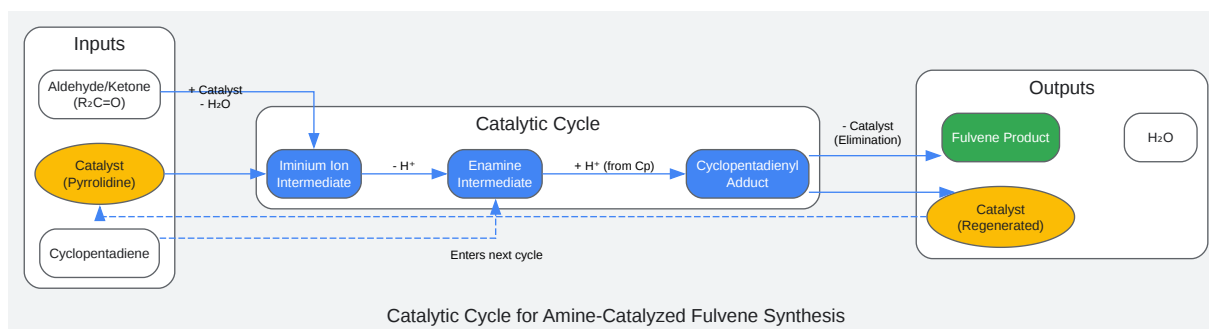 Inputs
Aldehyde/Ketone
(R₂C=O)
Catalyst
(Pyrrolidine)
Cyclopentadiene
+ Catalyst
- H₂O
Catalytic Cycle
Iminium Ion
Intermediate
- H⁺
Enamine
Intermediate
+ H⁺ (from Cp)
Cyclopentadienyl
Adduct
- Catalyst
(Elimination)
Enters next cycle
Outputs
Fulvene Product
H₂O
Catalyst
(Regenerated)
Catalytic Cycle for Amine-Catalyzed Fulvene Synthesis